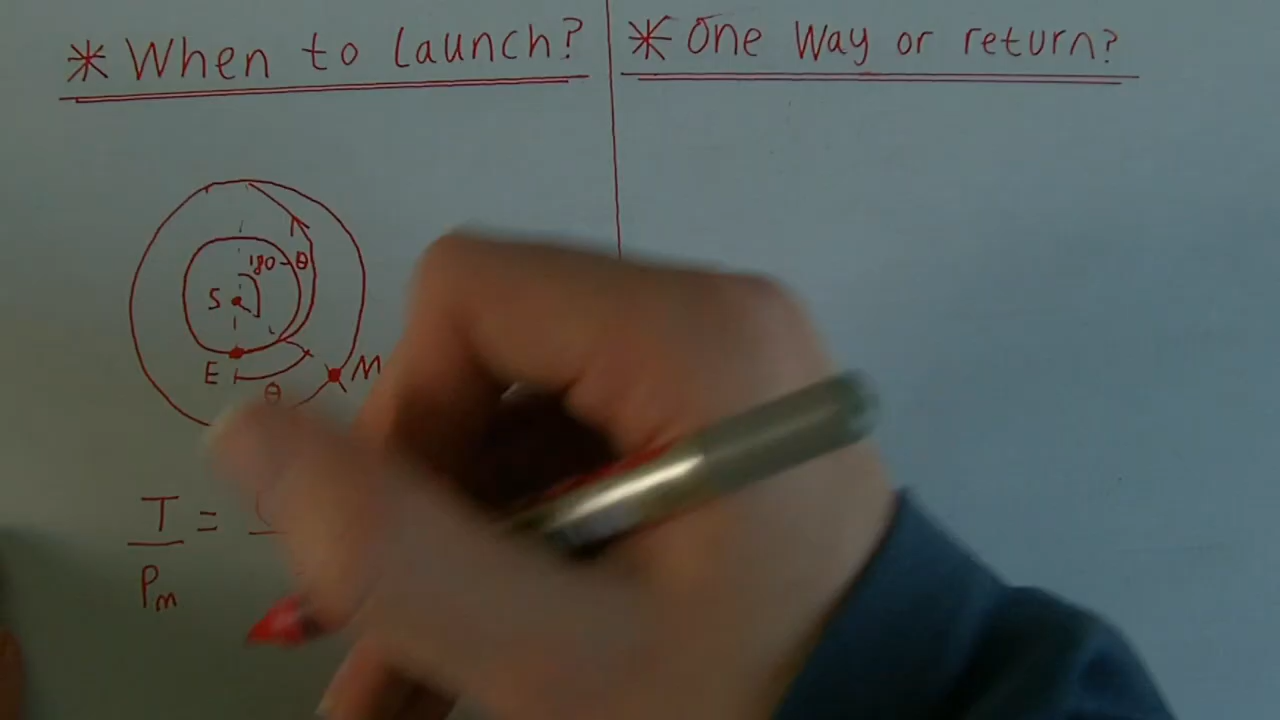 * When to Launch?
* One Way or return?
180-θ
S
E
M
θ
T
=
Pm